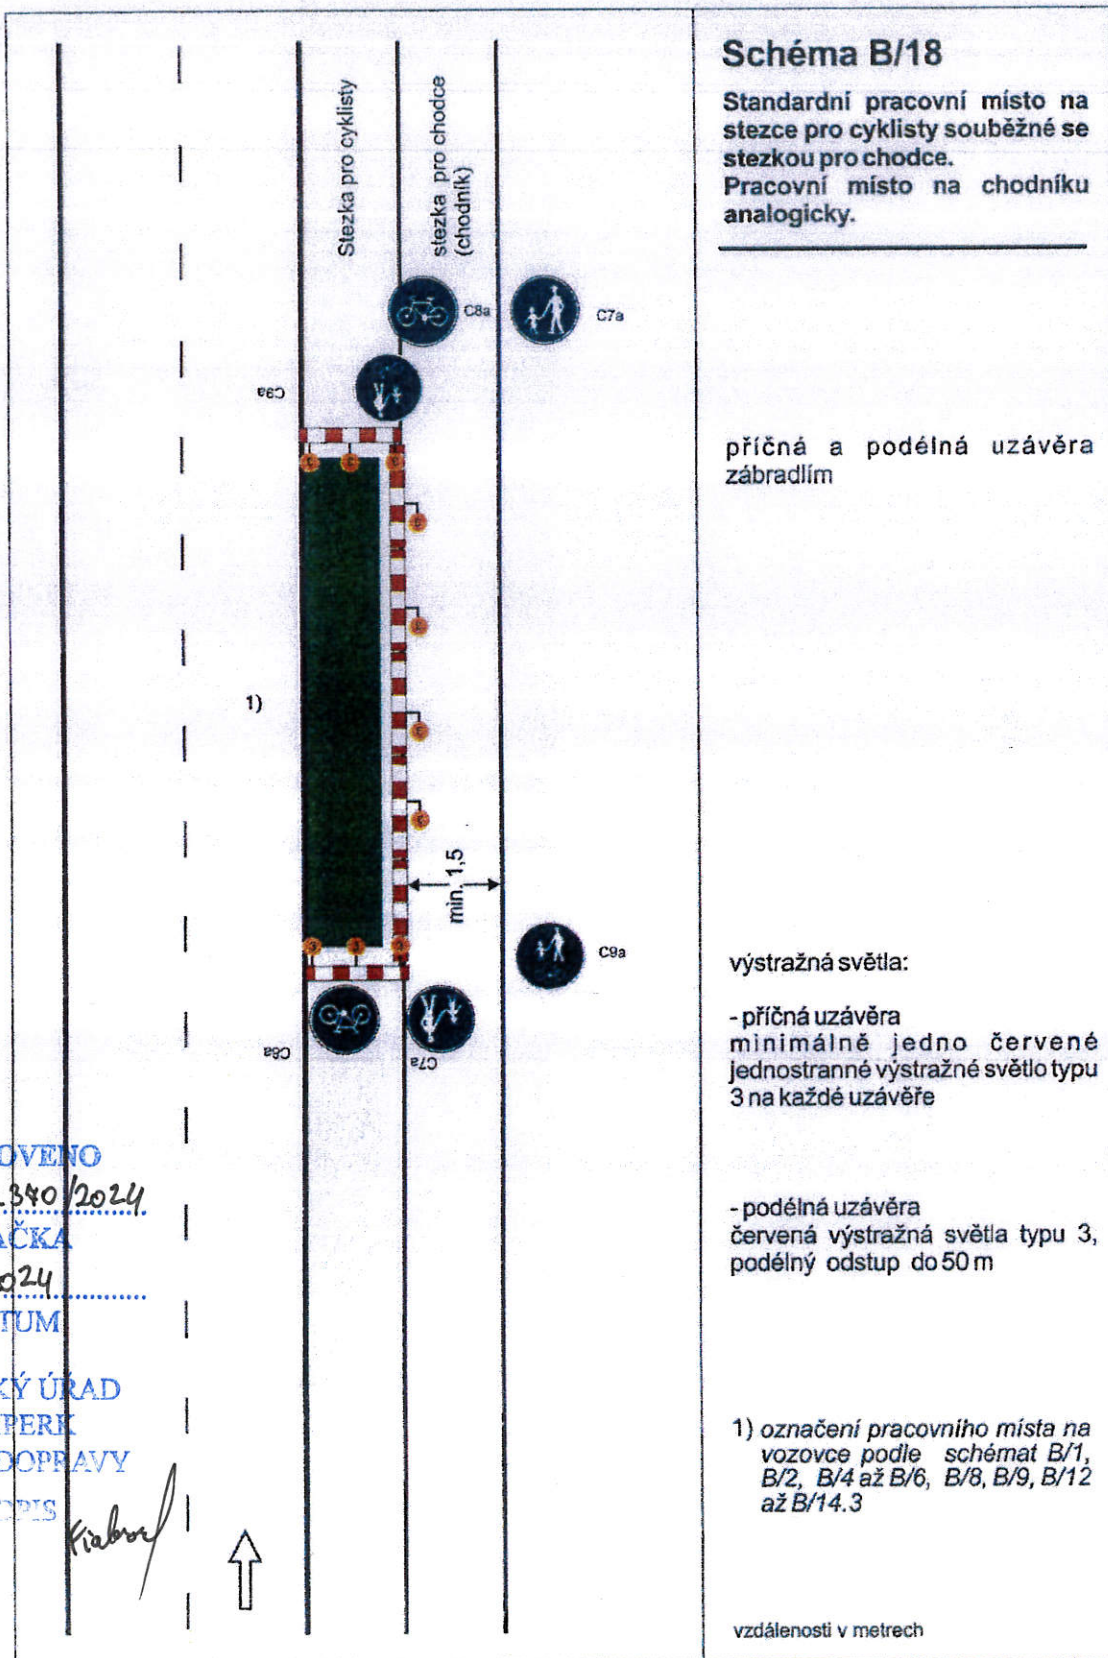 Schéma B/18
Standardní pracovní místo na
stezce pro cyklisty souběžné se
stezkou pro chodce.
Pracovní místo na chodníku
analogicky.
Stezka pro cyklisty
stezka pro chodce
(chodník)
C8a
C7a
C9a
příčná a podélná uzávěra
zábradlím
1)
min. 1,5
C9a
C8a
C7a
výstražná světla:
- příčná uzávěra
minimálně jedno červené
jednostranné výstražné světlo typu
3 na každé uzávěře
- podélná uzávěra
červená výstražná světla typu 3,
podélný odstup do 50 m
OVENO
.340/2024
AČKA
024
TUM
KÝ ÚŘAD
PERK
DOPRAVY
OPIS
1) označení pracovního místa na
vozovce podle schémat B/1,
B/2, B/4 až B/6, B/8, B/9, B/12
až B/14.3
vzdálenosti v metrech